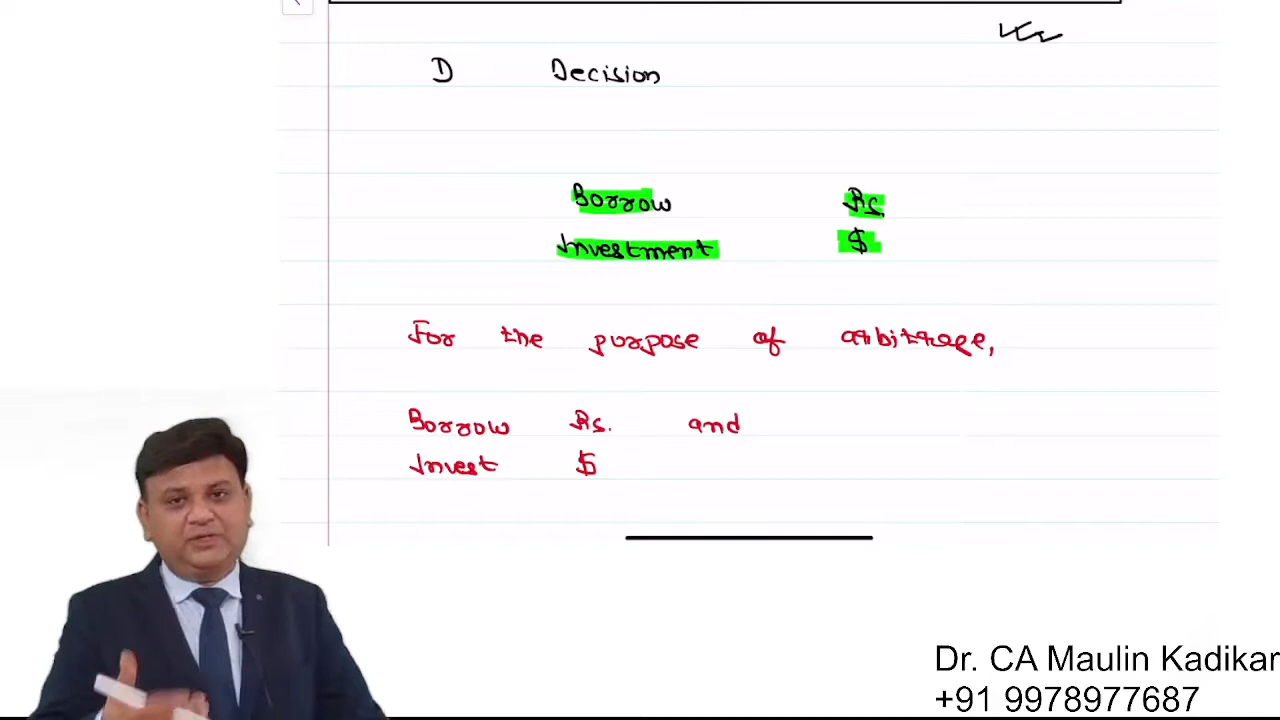 D Decision
Borrow Rs.
Investment $
For the purpose of arbitrage,
Borrow Rs. and
Invest $
Dr. CA Maulin Kadikar
+91 9978977687